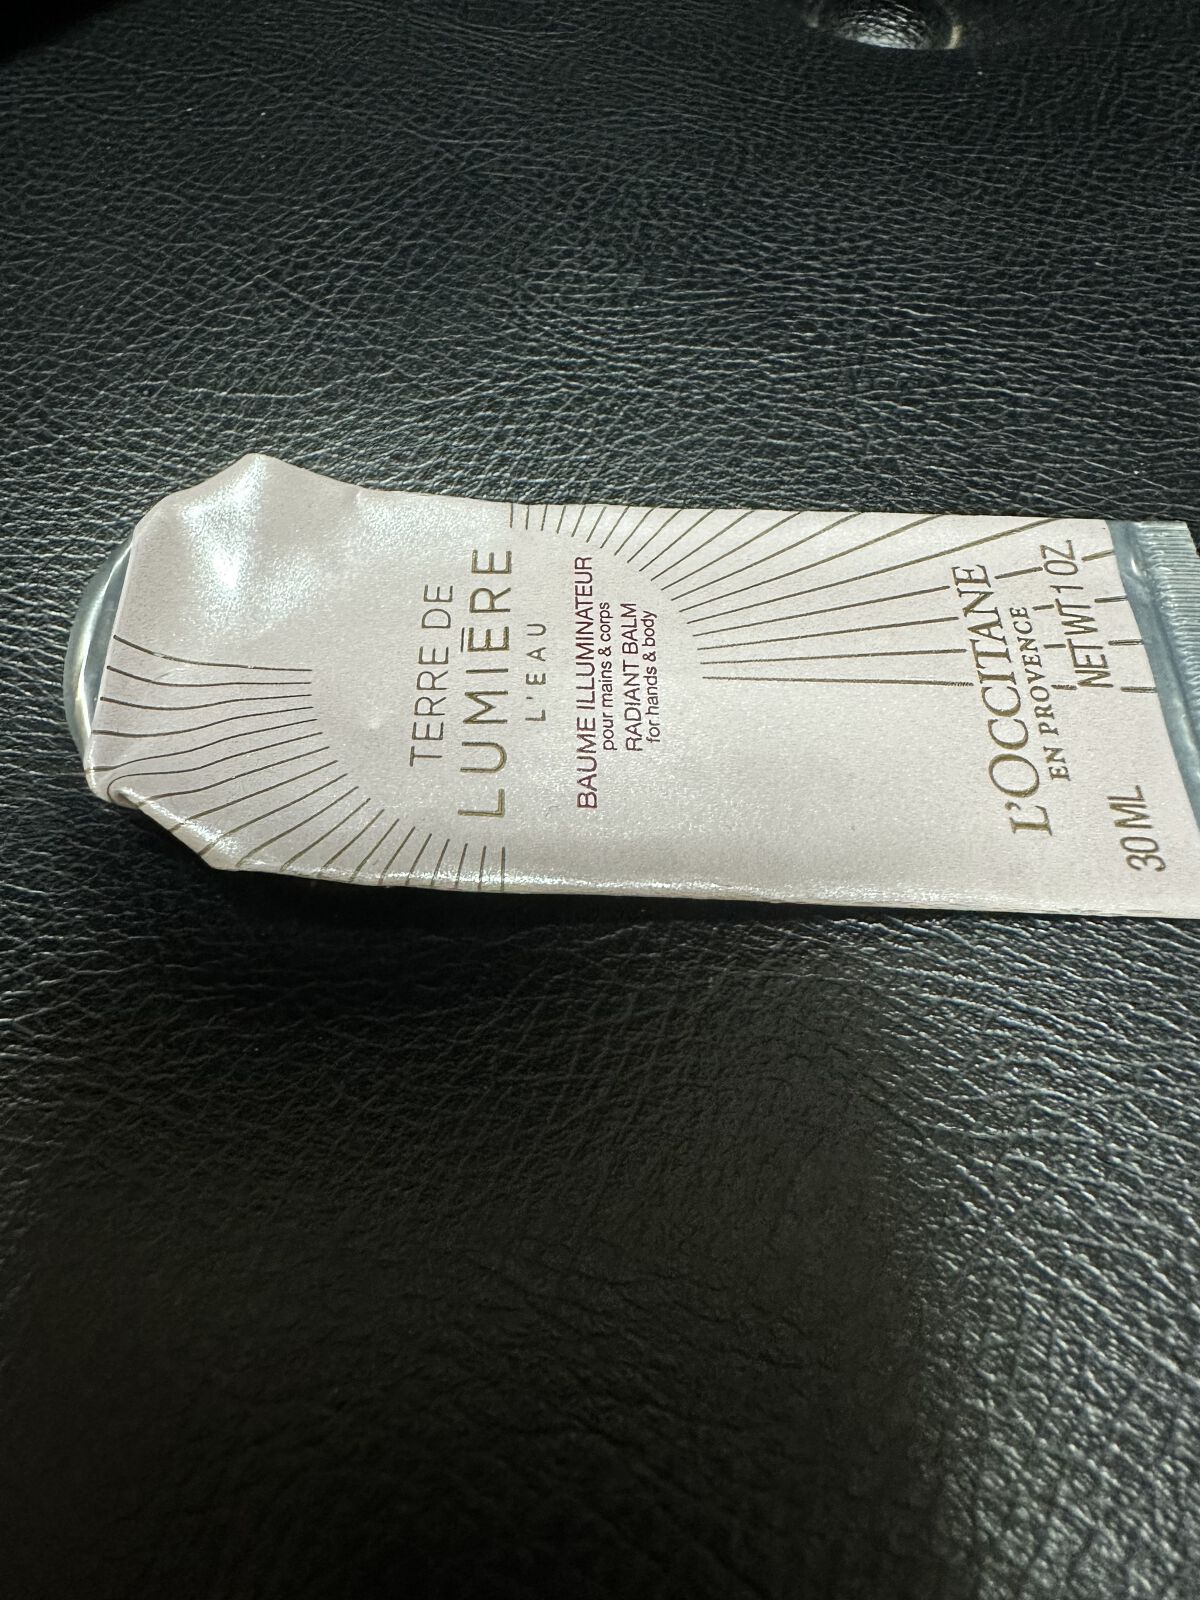 TERRE DE
LUMIÈRE
L'EAU
BAUME ILLUMINATEUR
pour mains & corps
RADIANT BALM
for hands & body
L'OCCITANE
EN PROVENCE
30 ML NET WT 1 OZ.